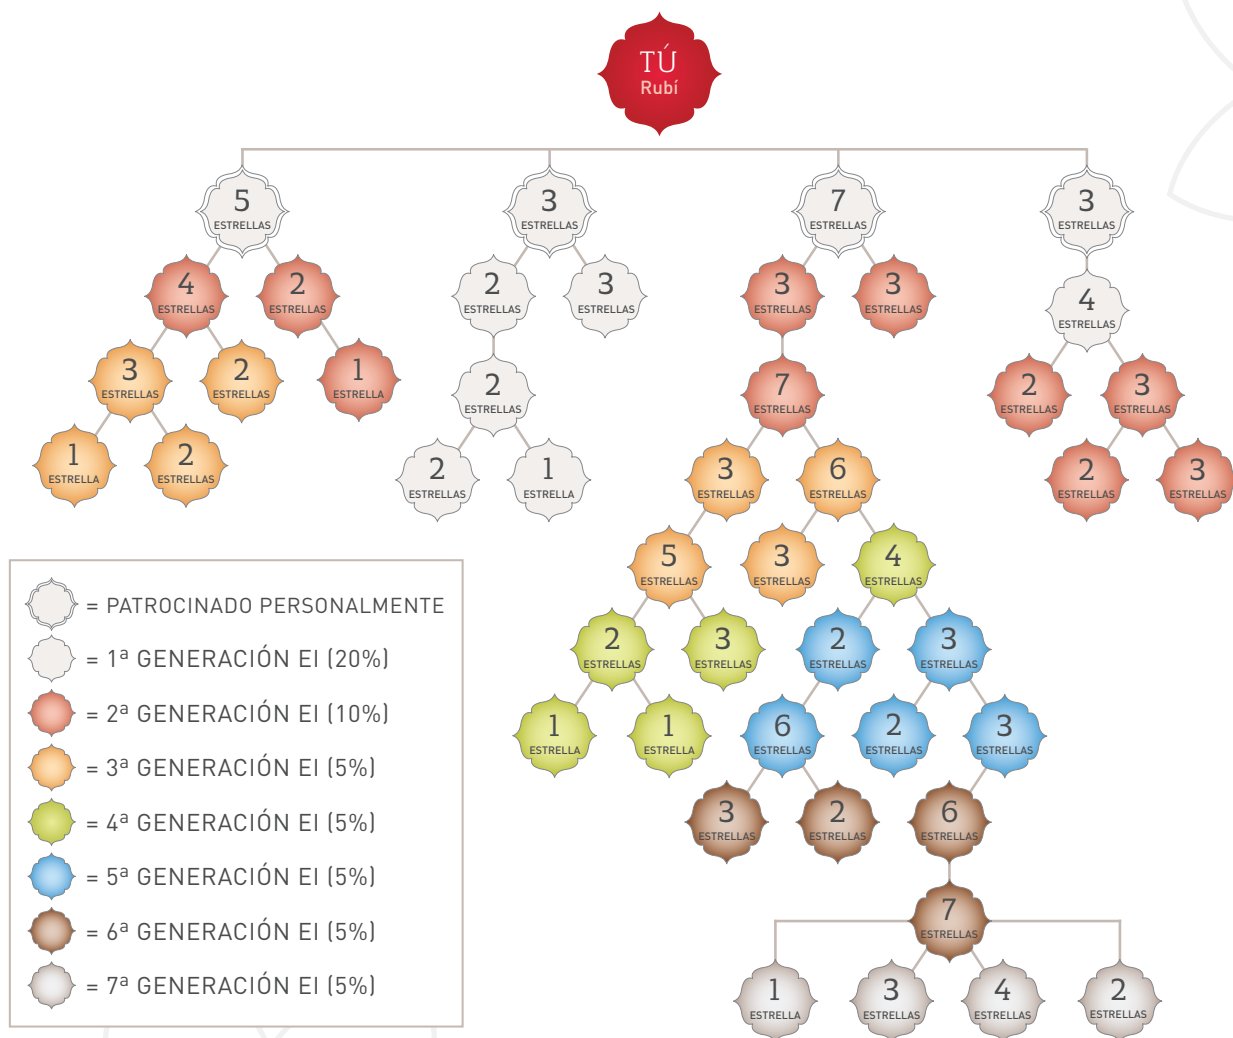 TÚ
Rubí
5
ESTRELLAS
3
ESTRELLAS
7
ESTRELLAS
3
ESTRELLAS
4
ESTRELLAS
2
ESTRELLAS
2
ESTRELLAS
3
ESTRELLAS
3
ESTRELLAS
3
ESTRELLAS
4
ESTRELLAS
3
ESTRELLAS
2
ESTRELLAS
1
ESTRELLA
2
ESTRELLAS
7
ESTRELLAS
2
ESTRELLAS
3
ESTRELLAS
1
ESTRELLA
2
ESTRELLAS
2
ESTRELLAS
1
ESTRELLA
3
ESTRELLAS
6
ESTRELLAS
2
ESTRELLAS
3
ESTRELLAS
5
ESTRELLAS
3
ESTRELLAS
4
ESTRELLAS
2
ESTRELLAS
3
ESTRELLAS
2
ESTRELLAS
3
ESTRELLAS
1
ESTRELLA
1
ESTRELLA
6
ESTRELLAS
2
ESTRELLAS
3
ESTRELLAS
3
ESTRELLAS
2
ESTRELLAS
6
ESTRELLAS
7
ESTRELLAS
1
ESTRELLA
3
ESTRELLAS
4
ESTRELLAS
2
ESTRELLAS
= PATROCINADO PERSONALMENTE
= 1ª GENERACIÓN EI (20%)
= 2ª GENERACIÓN EI (10%)
= 3ª GENERACIÓN EI (5%)
= 4ª GENERACIÓN EI (5%)
= 5ª GENERACIÓN EI (5%)
= 6ª GENERACIÓN EI (5%)
= 7ª GENERACIÓN EI (5%)